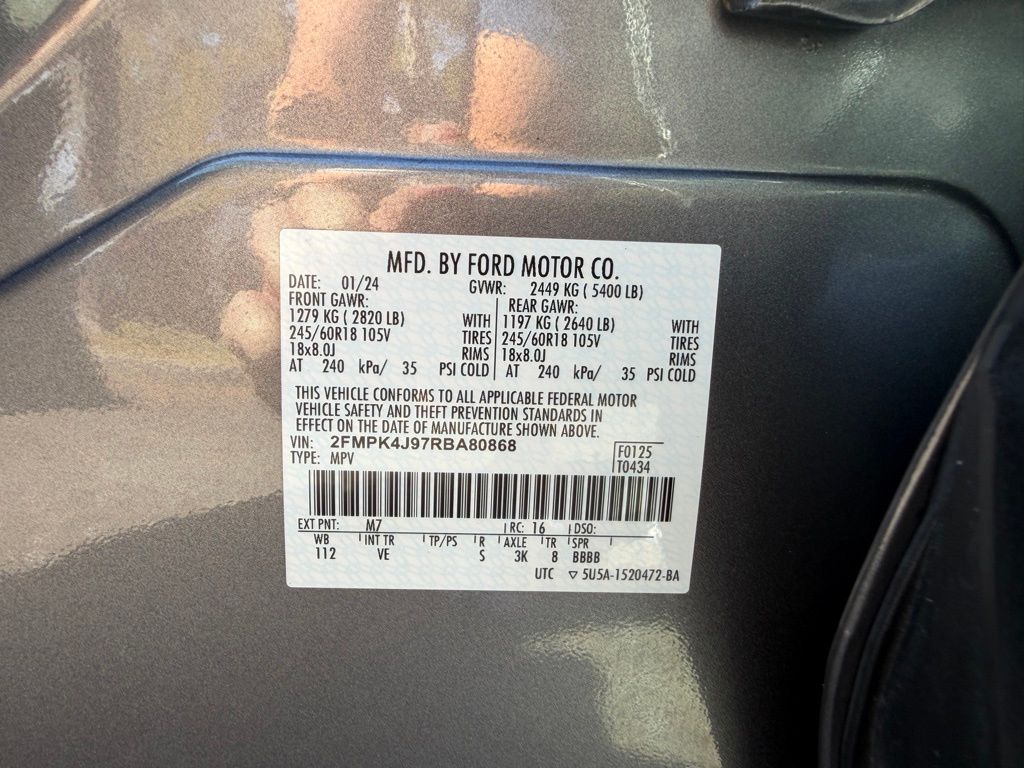 MFD. BY FORD MOTOR CO.
DATE: 01/24 GVWR: 2449 KG ( 5400 LB)
FRONT GAWR: REAR GAWR:
1279 KG ( 2820 LB) WITH 1197 KG ( 2640 LB) WITH
245/60R18 105V TIRES 245/60R18 105V TIRES
18x8.0J RIMS 18x8.0J RIMS
AT 240 kPa/ 35 PSI COLD AT 240 kPa/ 35 PSI COLD
THIS VEHICLE CONFORMS TO ALL APPLICABLE FEDERAL MOTOR
VEHICLE SAFETY AND THEFT PREVENTION STANDARDS IN
EFFECT ON THE DATE OF MANUFACTURE SHOWN ABOVE.
VIN: 2FMPK4J97RBA80868 F0125
TYPE: MPV T0434
EXT PNT: M7 RC: 16 DSO:
WB INT TR TP/PS R AXLE TR SPR
112 VE S 3K 8 BBBB
UTC ▽ 5U5A-1520472-BA